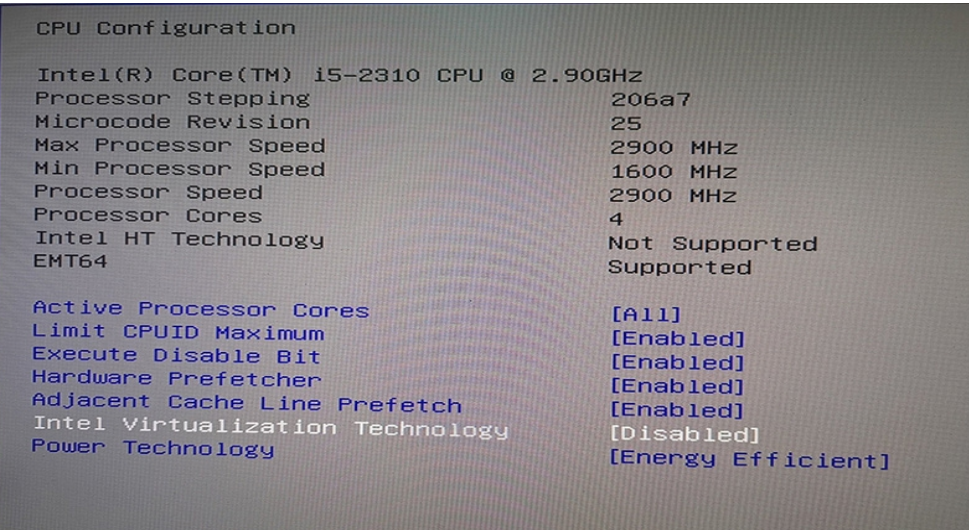 CPU Configuration
Intel(R) Core(TM) i5-2310 CPU @ 2.90GHz
Processor Stepping 206a7
Microcode Revision 25
Max Processor Speed 2900 MHz
Min Processor Speed 1600 MHz
Processor Speed 2900 MHz
Processor Cores 4
Intel HT Technology Not Supported
EMT64 Supported
Active Processor Cores [All]
Limit CPUID Maximum [Enabled]
Execute Disable Bit [Enabled]
Hardware Prefetcher [Enabled]
Adjacent Cache Line Prefetch [Enabled]
Intel Virtualization Technology [Disabled]
Power Technology [Energy Efficient]